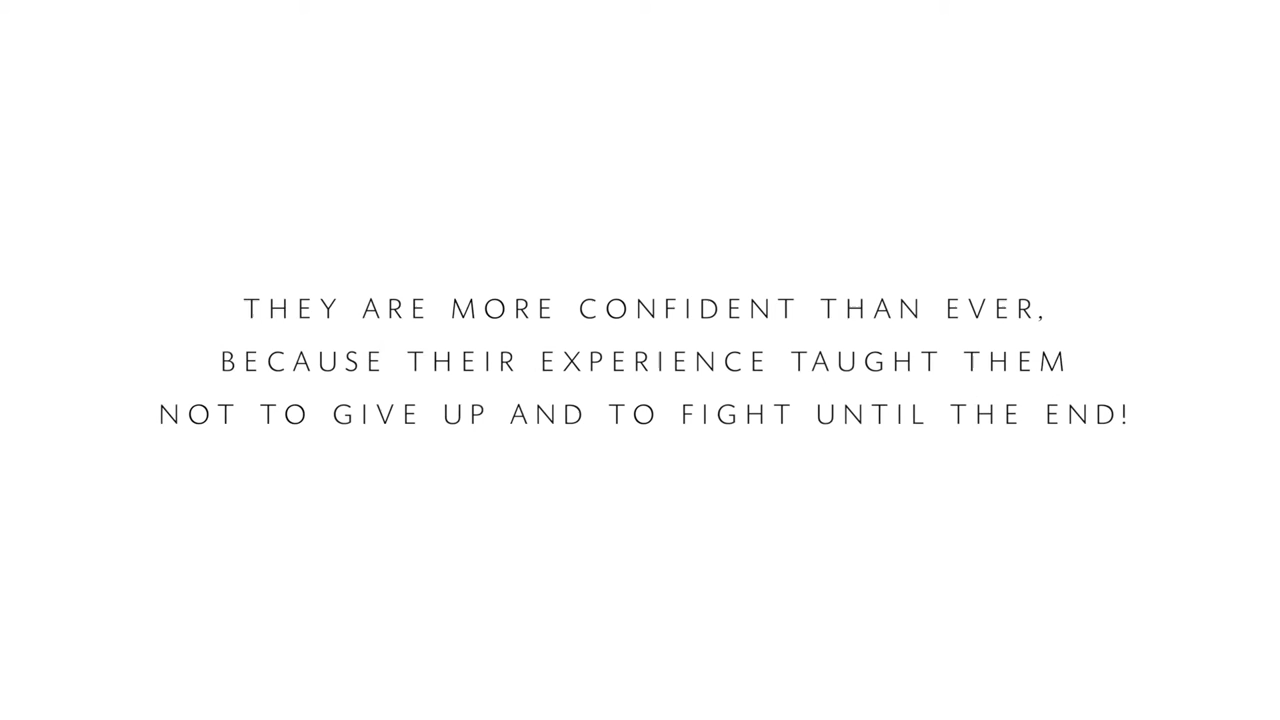 THEY ARE MORE CONFIDENT THAN EVER,
BECAUSE THEIR EXPERIENCE TAUGHT THEM
NOT TO GIVE UP AND TO FIGHT UNTIL THE END!